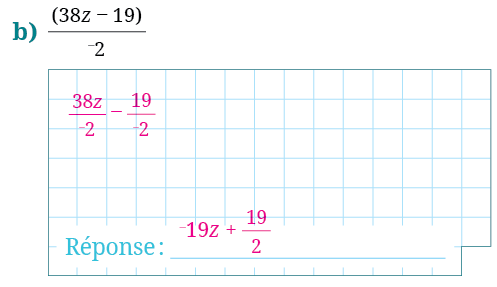 b) (38z − 19)
⁻2
38z − 19
⁻2 ⁻2
Réponse : ⁻19z + 19
2